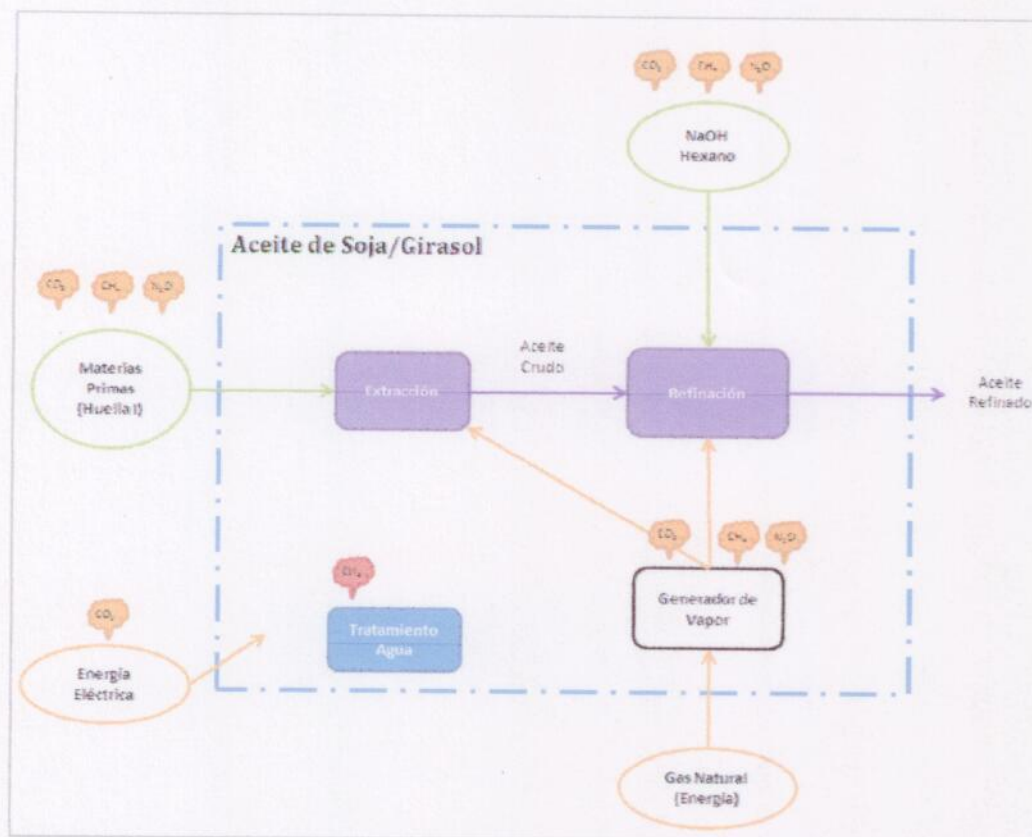 CO₂ CH₄ N₂O
NaOH
Hexano
Aceite de Soja/Girasol
CO₂ CH₄ N₂O
Materias
Primas
(Huella I)
Extracción
Aceite
Crudo
Refinación
Aceite
Refinado
CO₂ CH₄ N₂O
CH₄
Generador de
Vapor
CO₂
Tratamiento
Agua
Energía
Eléctrica
Gas Natural
(Energía)